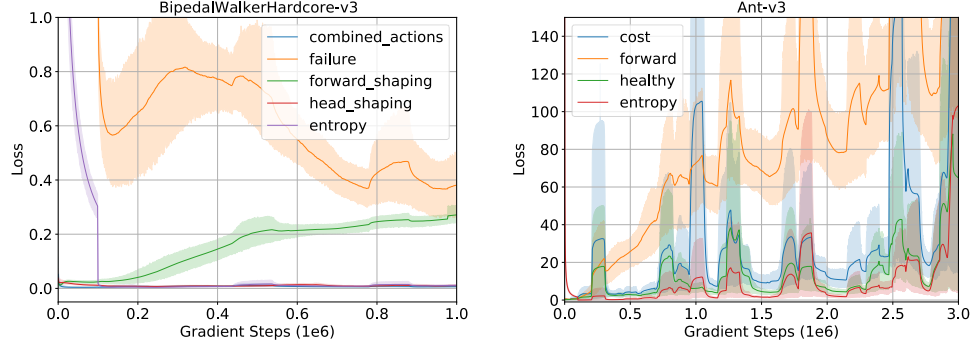 BipedalWalkerHardcore-v3
1.0
0.8
0.6
0.4
0.2
0.0
Loss
combined_actions
failure
forward_shaping
head_shaping
entropy
0.0 0.2 0.4 0.6 0.8 1.0
Gradient Steps (1e6)
Ant-v3
140
120
100
80
60
40
20
0
Loss
cost
forward
healthy
entropy
0.0 0.5 1.0 1.5 2.0 2.5 3.0
Gradient Steps (1e6)